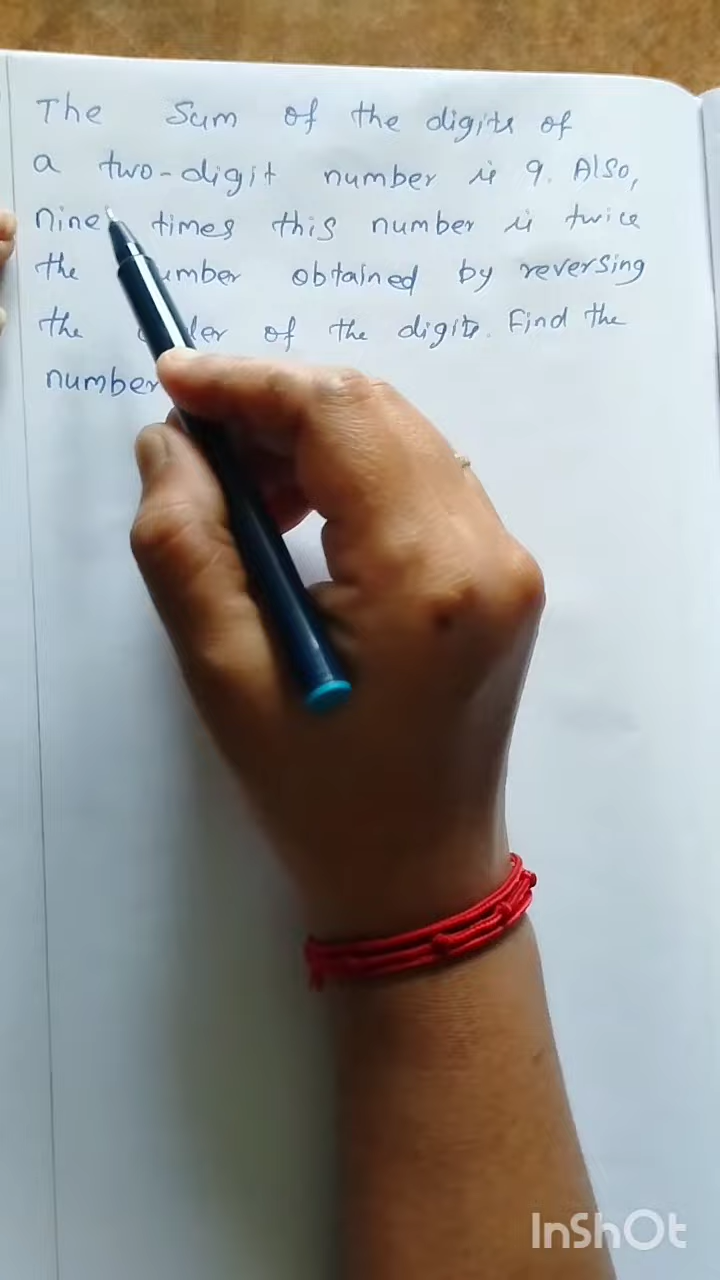 The Sum of the digits of
a two-digit number is 9. Also,
nine times this number is twice
the umber obtained by reversing
the der of the digits. Find the
number
InShOt